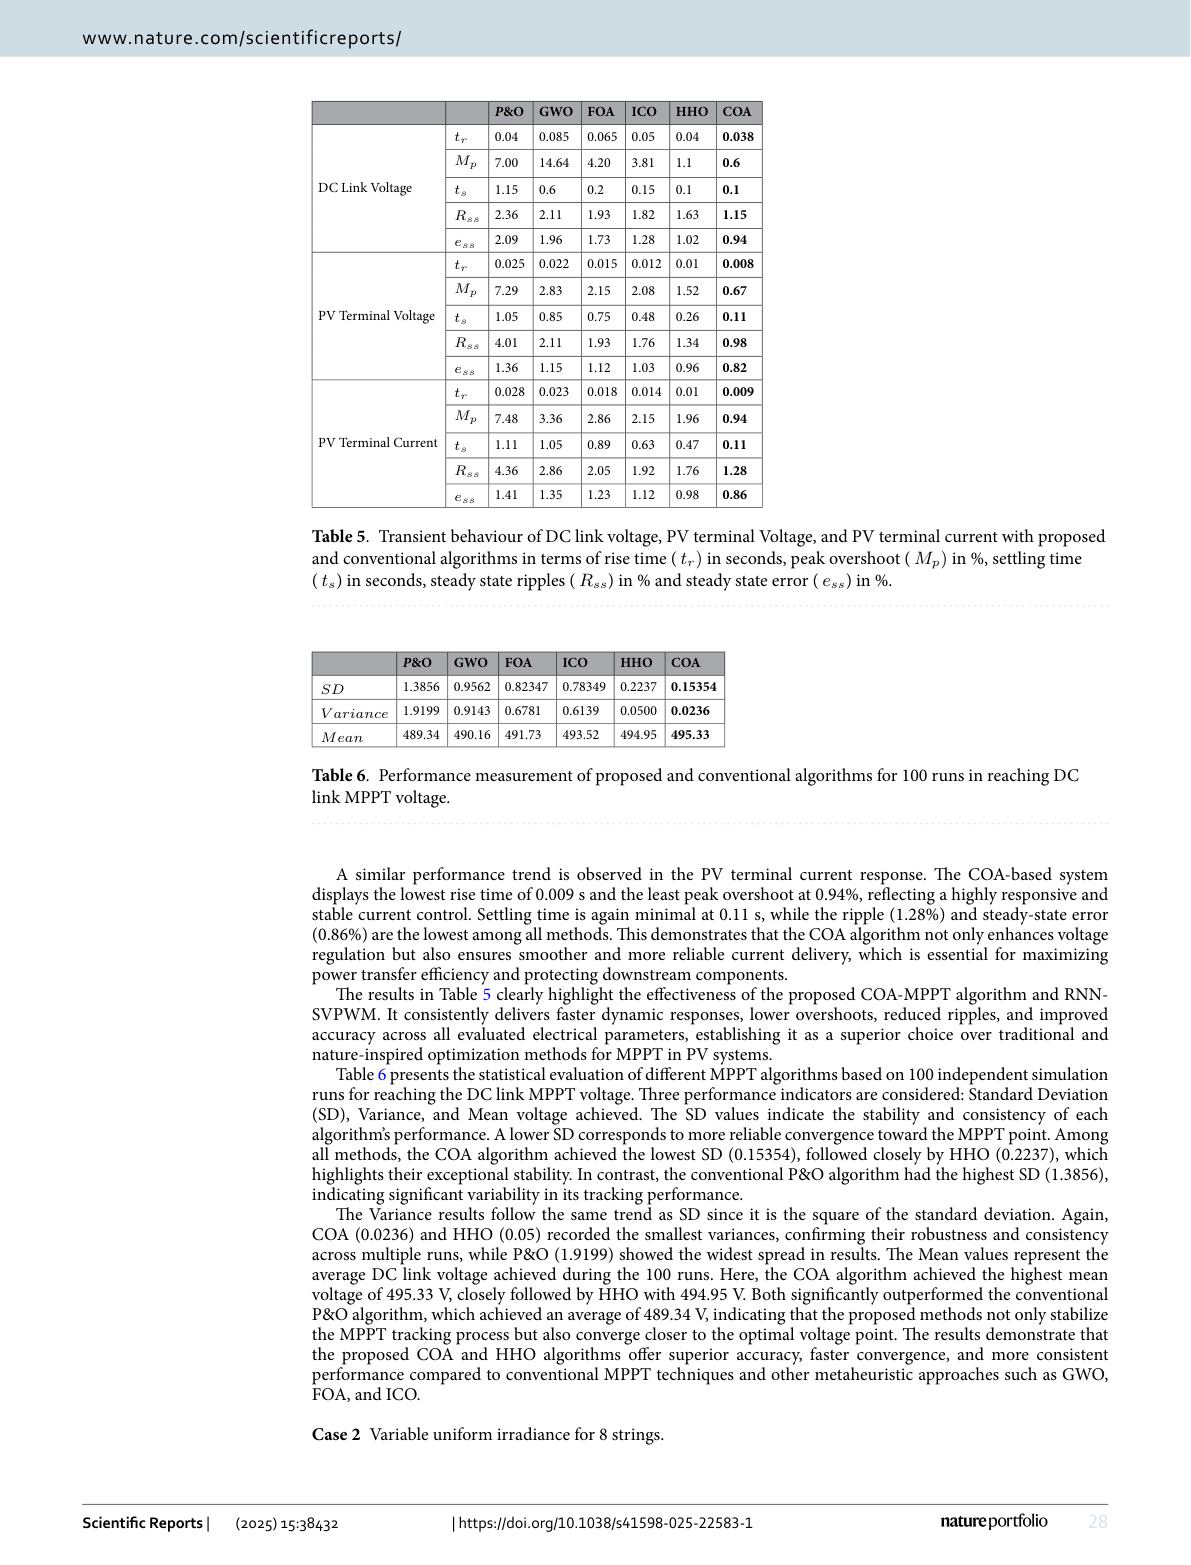 www.nature.com/scientificreports/
P&O GWO FOA ICO HHO COA
DC Link Voltage
tr 0.04 0.085 0.065 0.05 0.04 0.038
Mp 7.00 14.64 4.20 3.81 1.1 0.6
ts 1.15 0.6 0.2 0.15 0.1 0.1
Rss 2.36 2.11 1.93 1.82 1.63 1.15
ess 2.09 1.96 1.73 1.28 1.02 0.94
PV Terminal Voltage
tr 0.025 0.022 0.015 0.012 0.01 0.008
Mp 7.29 2.83 2.15 2.08 1.52 0.67
ts 1.05 0.85 0.75 0.48 0.26 0.11
Rss 4.01 2.11 1.93 1.76 1.34 0.98
ess 1.36 1.15 1.12 1.03 0.96 0.82
PV Terminal Current
tr 0.028 0.023 0.018 0.014 0.01 0.009
Mp 7.48 3.36 2.86 2.15 1.96 0.94
ts 1.11 1.05 0.89 0.63 0.47 0.11
Rss 4.36 2.86 2.05 1.92 1.76 1.28
ess 1.41 1.35 1.23 1.12 0.98 0.86
Table 5. Transient behaviour of DC link voltage, PV terminal Voltage, and PV terminal current with proposed
and conventional algorithms in terms of rise time ( tr) in seconds, peak overshoot ( Mp) in %, settling time
( ts) in seconds, steady state ripples ( Rss) in % and steady state error ( ess) in %.
P&O GWO FOA ICO HHO COA
SD 1.3856 0.9562 0.82347 0.78349 0.2237 0.15354
Variance 1.9199 0.9143 0.6781 0.6139 0.0500 0.0236
Mean 489.34 490.16 491.73 493.52 494.95 495.33
Table 6. Performance measurement of proposed and conventional algorithms for 100 runs in reaching DC
link MPPT voltage.
A similar performance trend is observed in the PV terminal current response. The COA-based system
displays the lowest rise time of 0.009 s and the least peak overshoot at 0.94%, reflecting a highly responsive and
stable current control. Settling time is again minimal at 0.11 s, while the ripple (1.28%) and steady-state error
(0.86%) are the lowest among all methods. This demonstrates that the COA algorithm not only enhances voltage
regulation but also ensures smoother and more reliable current delivery, which is essential for maximizing
power transfer efficiency and protecting downstream components.
The results in Table 5 clearly highlight the effectiveness of the proposed COA-MPPT algorithm and RNN-
SVPWM. It consistently delivers faster dynamic responses, lower overshoots, reduced ripples, and improved
accuracy across all evaluated electrical parameters, establishing it as a superior choice over traditional and
nature-inspired optimization methods for MPPT in PV systems.
Table 6 presents the statistical evaluation of different MPPT algorithms based on 100 independent simulation
runs for reaching the DC link MPPT voltage. Three performance indicators are considered: Standard Deviation
(SD), Variance, and Mean voltage achieved. The SD values indicate the stability and consistency of each
algorithm's performance. A lower SD corresponds to more reliable convergence toward the MPPT point. Among
all methods, the COA algorithm achieved the lowest SD (0.15354), followed closely by HHO (0.2237), which
highlights their exceptional stability. In contrast, the conventional P&O algorithm had the highest SD (1.3856),
indicating significant variability in its tracking performance.
The Variance results follow the same trend as SD since it is the square of the standard deviation. Again,
COA (0.0236) and HHO (0.05) recorded the smallest variances, confirming their robustness and consistency
across multiple runs, while P&O (1.9199) showed the widest spread in results. The Mean values represent the
average DC link voltage achieved during the 100 runs. Here, the COA algorithm achieved the highest mean
voltage of 495.33 V, closely followed by HHO with 494.95 V. Both significantly outperformed the conventional
P&O algorithm, which achieved an average of 489.34 V, indicating that the proposed methods not only stabilize
the MPPT tracking process but also converge closer to the optimal voltage point. The results demonstrate that
the proposed COA and HHO algorithms offer superior accuracy, faster convergence, and more consistent
performance compared to conventional MPPT techniques and other metaheuristic approaches such as GWO,
FOA, and ICO.
Case 2 Variable uniform irradiance for 8 strings.
Scientific Reports | (2025) 15:38432 | https://doi.org/10.1038/s41598-025-22583-1 nature portfolio 28